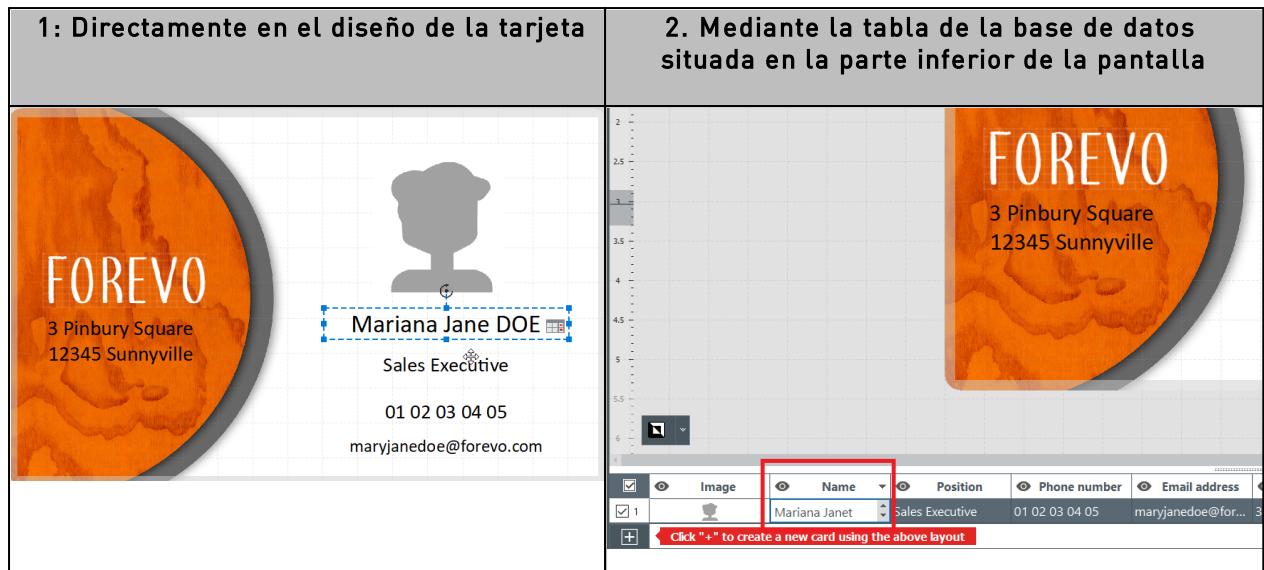 1: Directamente en el diseño de la tarjeta
2. Mediante la tabla de la base de datos
situada en la parte inferior de la pantalla
FOREVO
3 Pinbury Square
12345 Sunnyville
Mariana Jane DOE
Sales Executive
01 02 03 04 05
maryjanedoe@forevo.com
2
2.5
3
3.5
4
4.5
5
5.5
6
FOREVO
3 Pinbury Square
12345 Sunnyville
Image Name Position Phone number Email address
1 Mariana Janet Sales Executive 01 02 03 04 05 maryjanedoe@for... 3
Click "+" to create a new card using the above layout